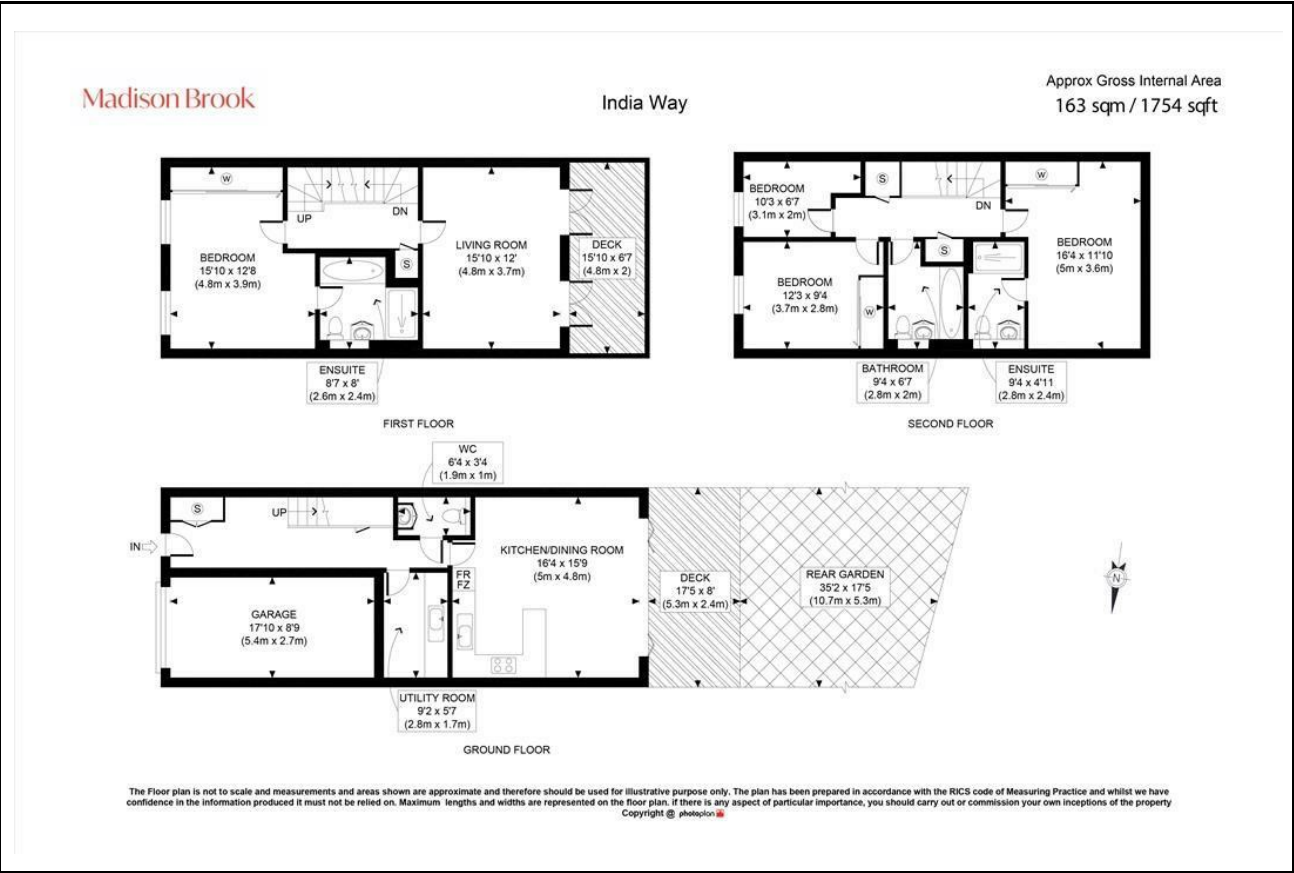 Madison Brook
India Way
Approx Gross Internal Area
163 sqm / 1754 sqft
W
UP
DN
BEDROOM
15'10 x 12'8
(4.8m x 3.9m)
S
LIVING ROOM
15'10 x 12'
(4.8m x 3.7m)
DECK
15'10 x 6'7
(4.8m x 2)
ENSUITE
8'7 x 8'
(2.6m x 2.4m)
FIRST FLOOR
BEDROOM
10'3 x 6'7
(3.1m x 2m)
S
DN
W
S
BEDROOM
16'4 x 11'10
(5m x 3.6m)
BEDROOM
12'3 x 9'4
(3.7m x 2.8m)
W
BATHROOM
9'4 x 6'7
(2.8m x 2m)
ENSUITE
9'4 x 4'11
(2.8m x 2.4m)
SECOND FLOOR
WC
6'4 x 3'4
(1.9m x 1m)
S
UP
IN
KITCHEN/DINING ROOM
16'4 x 15'9
(5m x 4.8m)
FR
FZ
GARAGE
17'10 x 8'9
(5.4m x 2.7m)
DECK
17'5 x 8'
(5.3m x 2.4m)
REAR GARDEN
35'2 x 17'5
(10.7m x 5.3m)
N
UTILITY ROOM
9'2 x 5'7
(2.8m x 1.7m)
GROUND FLOOR
The Floor plan is not to scale and measurements and areas shown are approximate and therefore should be used for illustrative purpose only. The plan has been prepared in accordance with the RICS code of Measuring Practice and whilst we have
confidence in the information produced it must not be relied on. Maximum lengths and widths are represented on the floor plan. if there is any aspect of particular importance, you should carry out or commission your own inceptions of the property
Copyright @ photoplan